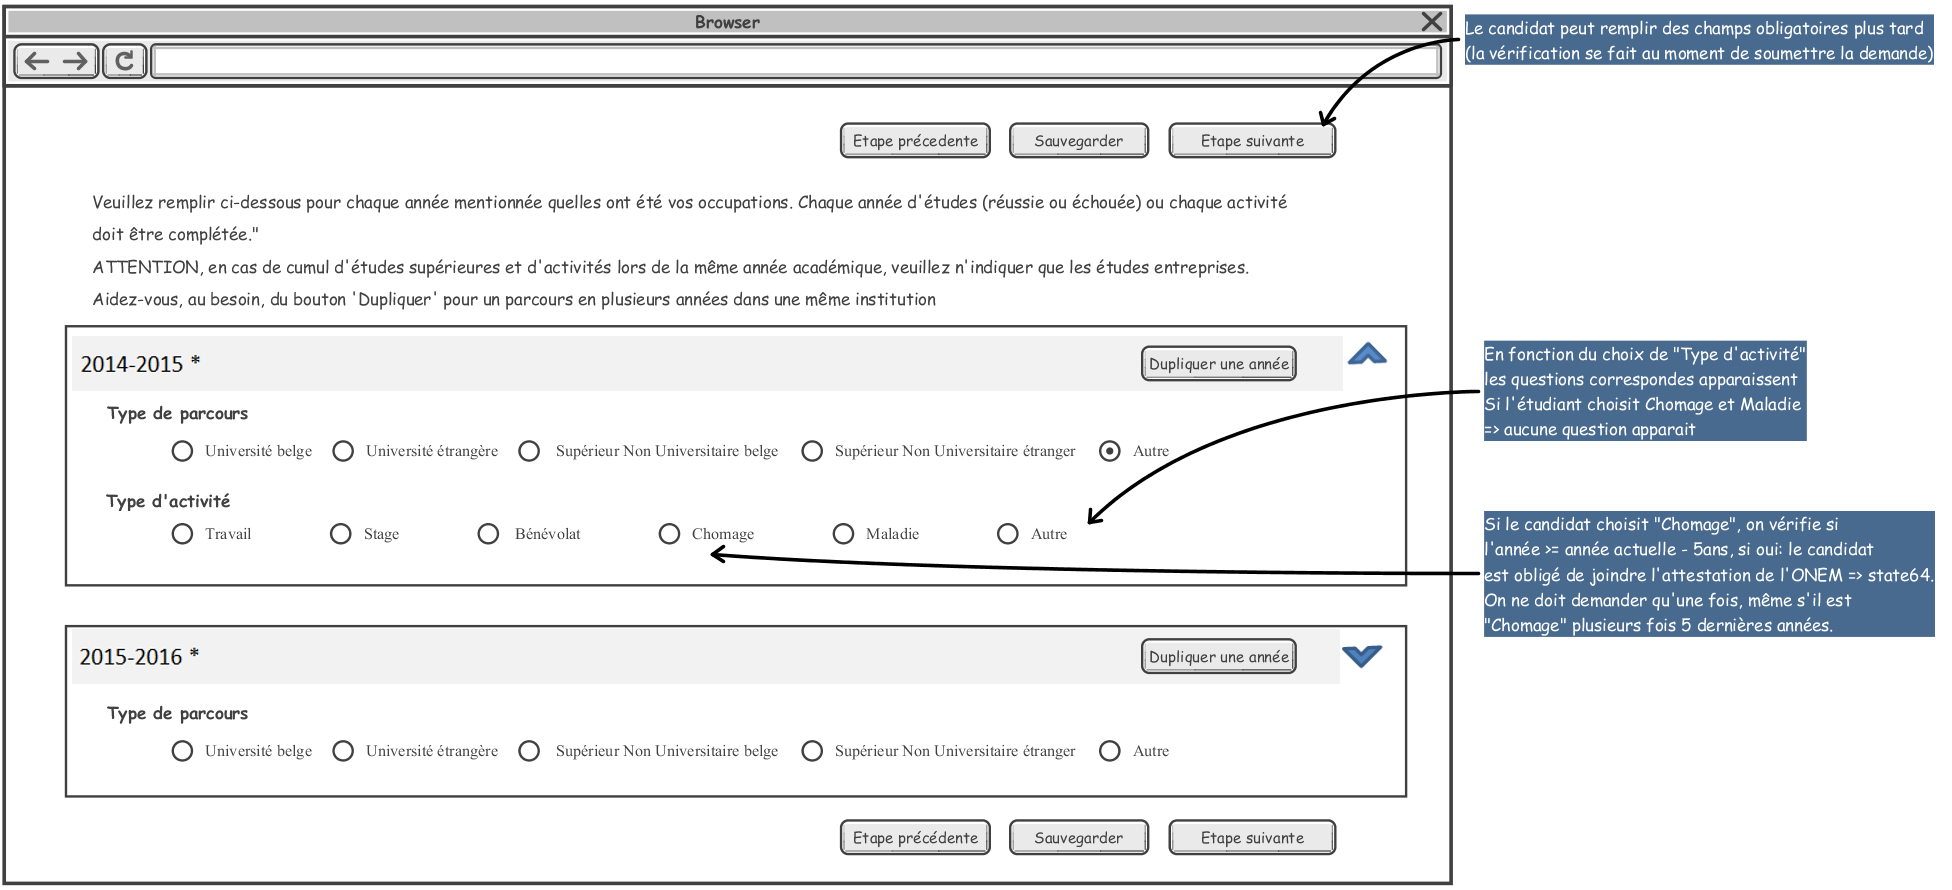 Browser
Le candidat peut remplir des champs obligatoires plus tard
(la vérification se fait au moment de soumettre la demande)
Etape précedente
Sauvegarder
Etape suivante
Veuillez remplir ci-dessous pour chaque année mentionnée quelles ont été vos occupations. Chaque année d'études (réussie ou échouée) ou chaque activité
doit être complétée."
ATTENTION, en cas de cumul d'études supérieures et d'activités lors de la même année académique, veuillez n'indiquer que les études entreprises.
Aidez-vous, au besoin, du bouton 'Dupliquer' pour un parcours en plusieurs années dans une même institution
2014-2015 *
Dupliquer une année
Type de parcours
Université belge
Université étrangère
Supérieur Non Universitaire belge
Supérieur Non Universitaire étranger
Autre
Type d'activité
Travail
Stage
Bénévolat
Chomage
Maladie
Autre
En fonction du choix de "Type d'activité"
les questions correspondes apparaissent
Si l'étudiant choisit Chomage et Maladie
=> aucune question apparait
Si le candidat choisit "Chomage", on vérifie si
l'année >= année actuelle - 5ans, si oui: le candidat
est obligé de joindre l'attestation de l'ONEM => state64.
On ne doit demander qu'une fois, même s'il est
"Chomage" plusieurs fois 5 dernières années.
2015-2016 *
Dupliquer une année
Type de parcours
Université belge
Université étrangère
Supérieur Non Universitaire belge
Supérieur Non Universitaire étranger
Autre
Etape précédente
Sauvegarder
Etape suivante